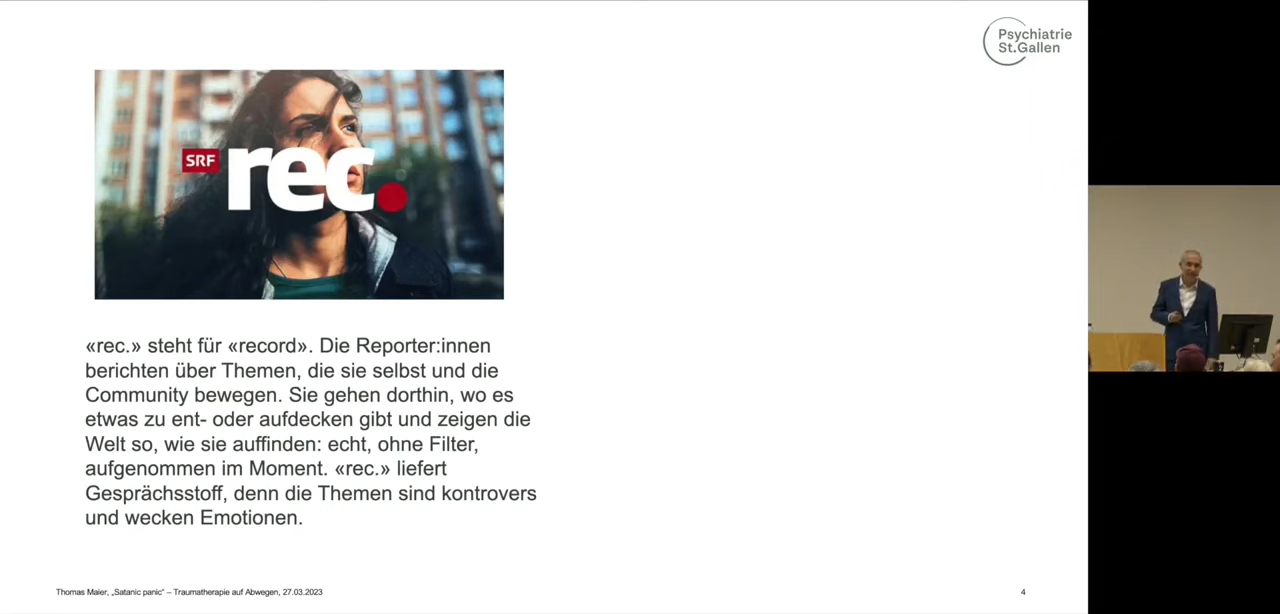 Psychiatrie
St.Gallen
SRF rec.
«rec.» steht für «record». Die Reporter:innen
berichten über Themen, die sie selbst und die
Community bewegen. Sie gehen dorthin, wo es
etwas zu ent- oder aufdecken gibt und zeigen die
Welt so, wie sie auffinden: echt, ohne Filter,
aufgenommen im Moment. «rec.» liefert
Gesprächsstoff, denn die Themen sind kontrovers
und wecken Emotionen.
Thomas Maier, „Satanic panic“ – Traumatherapie auf Abwegen, 27.03.2023
4